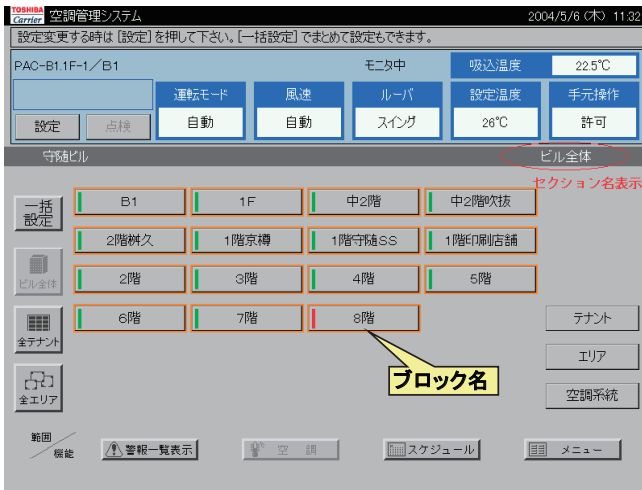 TOSHIBA
Carrier 空調管理システム 2004/5/6 (木) 11:32
設定変更する時は [設定] を押して下さい。[一括設定] でまとめて設定もできます。
PAC-B1.1F-1／B1 モニタ中 吸込温度 22.5℃
運転モード 風速 ルーバ 設定温度 手元操作
設定 点検 自動 自動 スイング 26℃ 許可
守随ビル ビル全体
セクション名表示
一括設定 B1 1F 中2階 中2階吹抜
2階桝久 1階京樽 1階守随SS 1階印刷店舗
ビル全体 2階 3階 4階 5階
6階 7階 8階 テナント
全テナント
エリア
ブロック名
全エリア 空調系統
範囲／機能 警報一覧表示 空 調 スケジュール メニュー